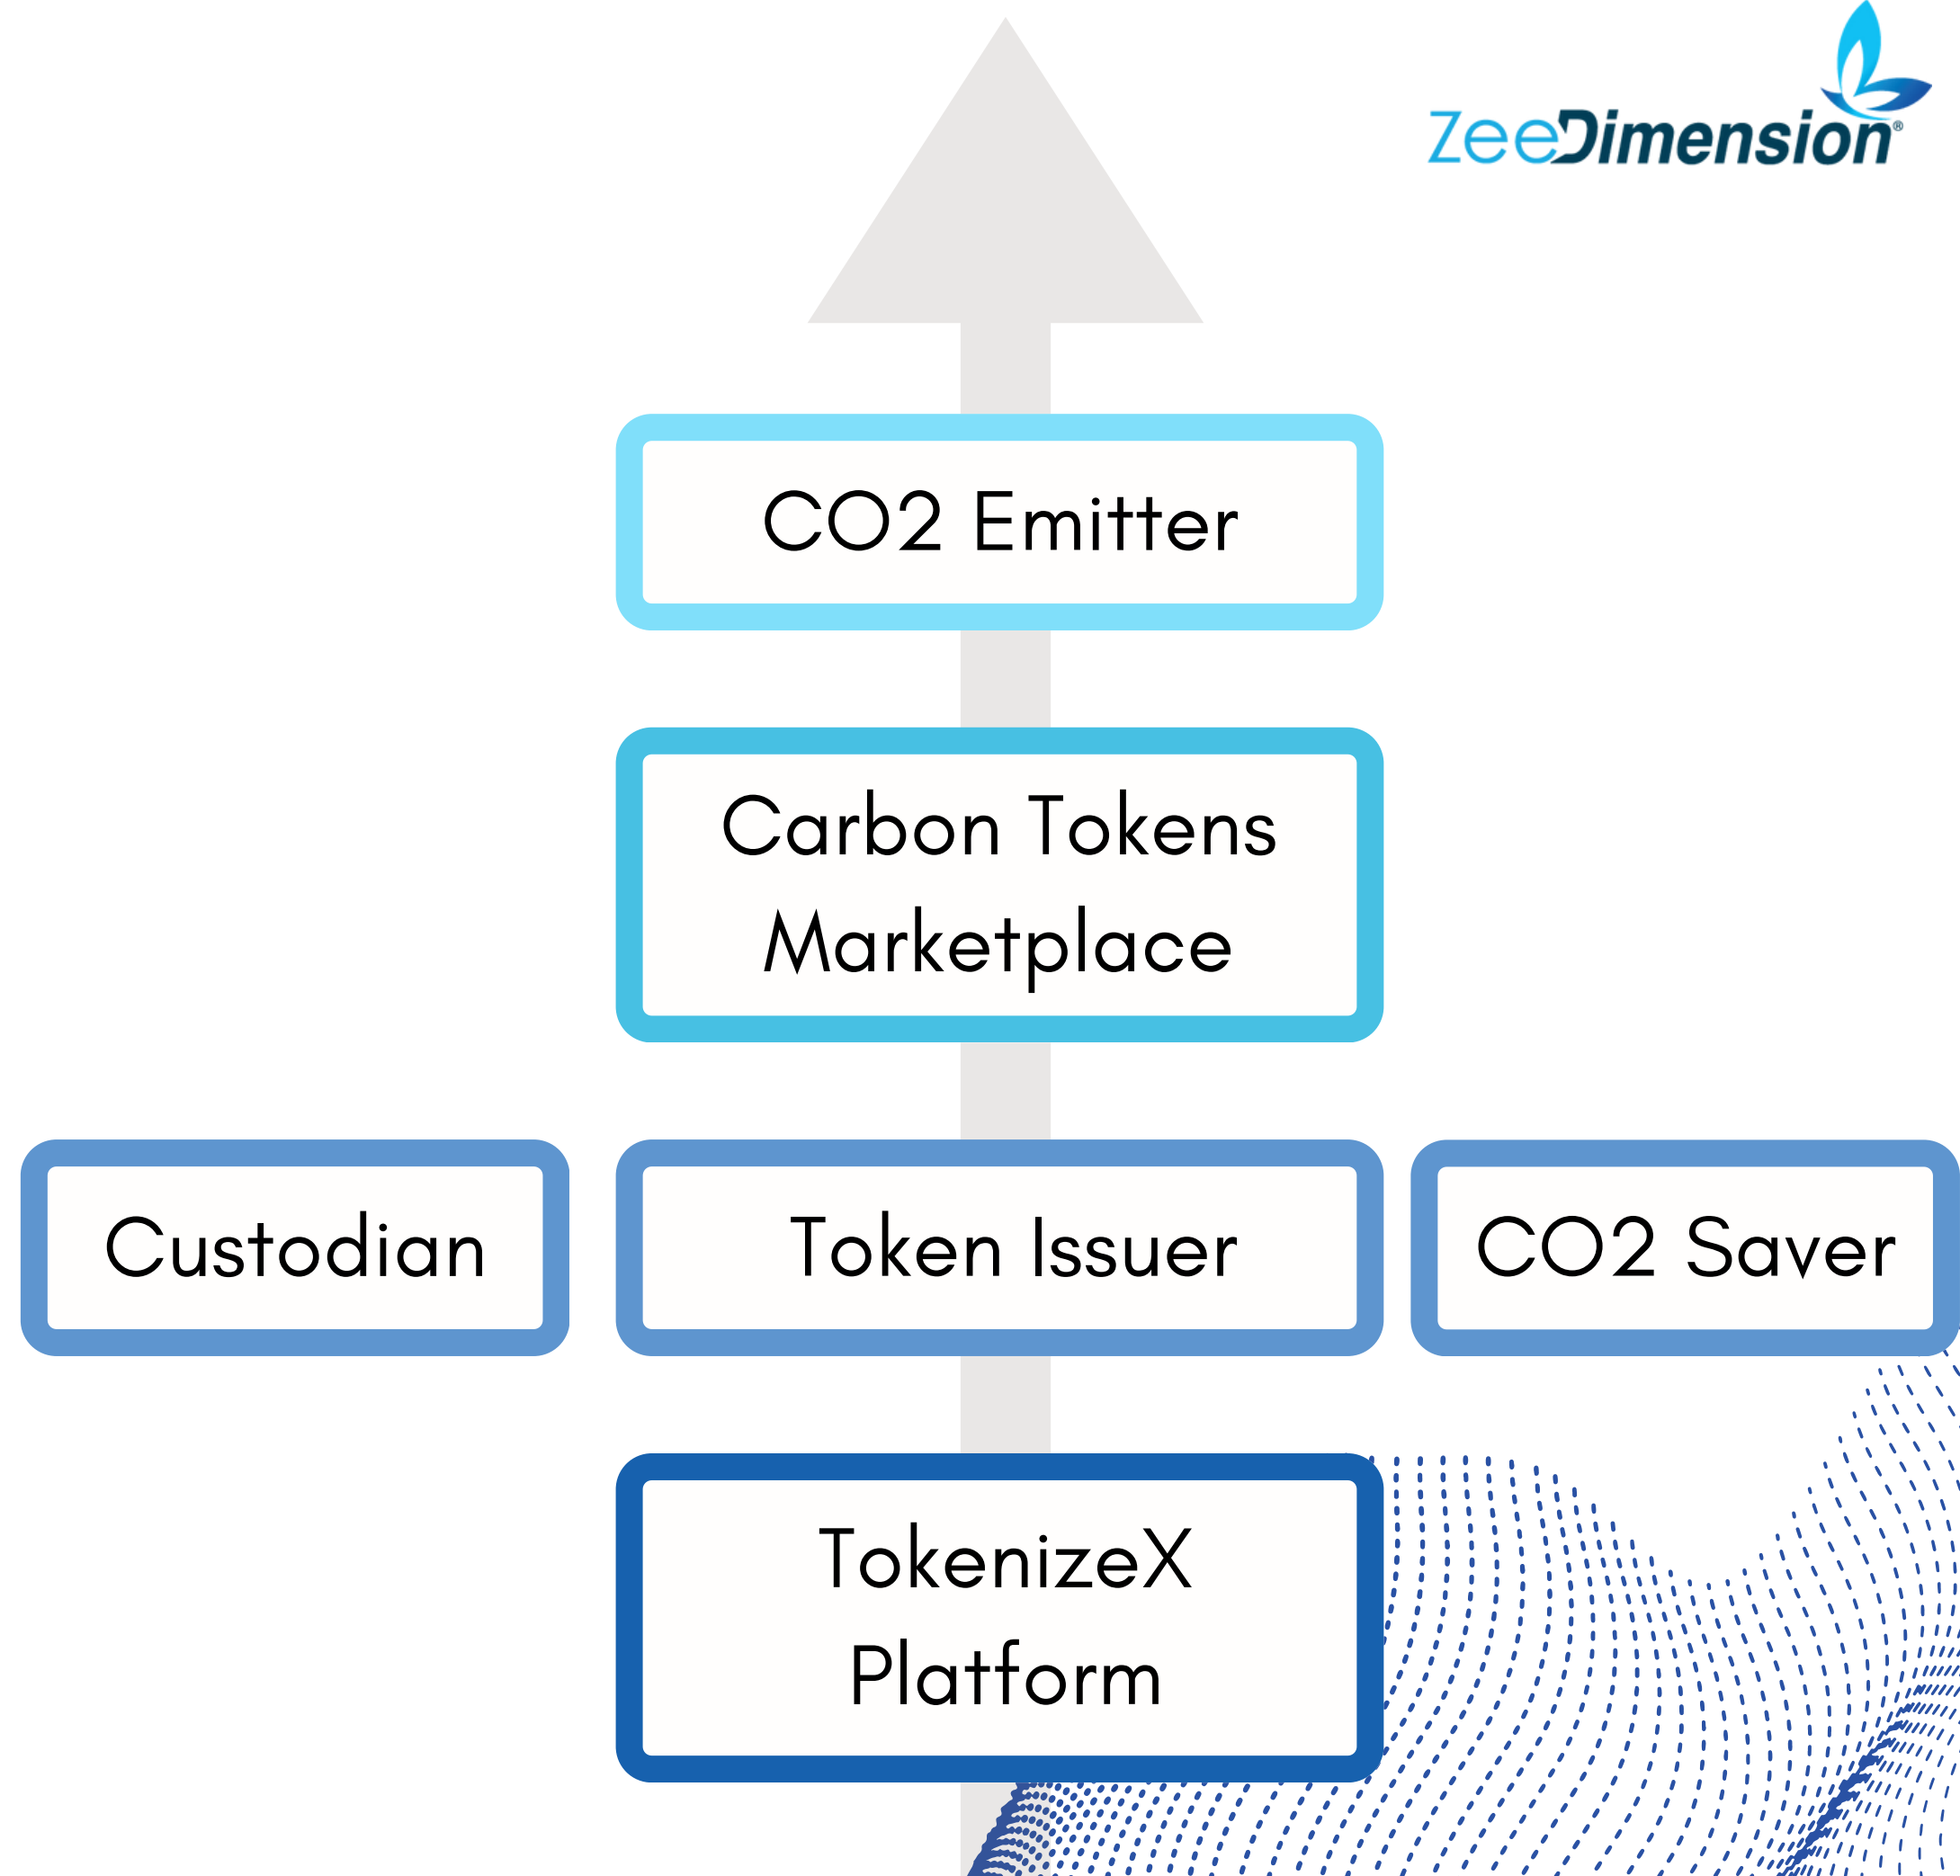 ZeeDimension®
CO2 Emitter
Carbon Tokens
Marketplace
Custodian
Token Issuer
CO2 Saver
TokenizeX
Platform